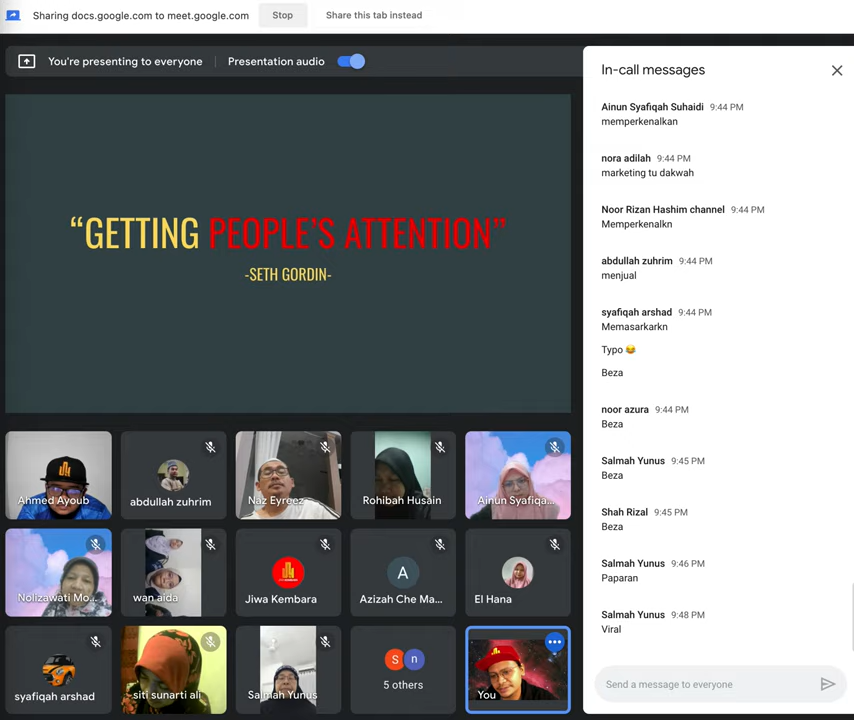 Sharing docs.google.com to meet.google.com
Stop
Share this tab instead
You're presenting to everyone
Presentation audio
“GETTING PEOPLE’S ATTENTION”
-SETH GORDIN-
Ahmed Ayoub
abdullah zuhrim
Naz Eyreez
Rohibah Husain
Ainun Syafiqa...
Nolizawati Mo...
wan aida
Jiwa Kembara
A
Azizah Che Ma...
El Hana
syafiqah arshad
siti sunarti ali
Salmah Yunus
S n
5 others
You
In-call messages
Ainun Syafiqah Suhaidi 9:44 PM
memperkenalkan
nora adilah 9:44 PM
marketing tu dakwah
Noor Rizan Hashim channel 9:44 PM
Memperkenalkn
abdullah zuhrim 9:44 PM
menjual
syafiqah arshad 9:44 PM
Memasarkarkn
Typo 😂
Beza
noor azura 9:44 PM
Beza
Salmah Yunus 9:45 PM
Beza
Shah Rizal 9:45 PM
Beza
Salmah Yunus 9:46 PM
Paparan
Salmah Yunus 9:48 PM
Viral
Send a message to everyone